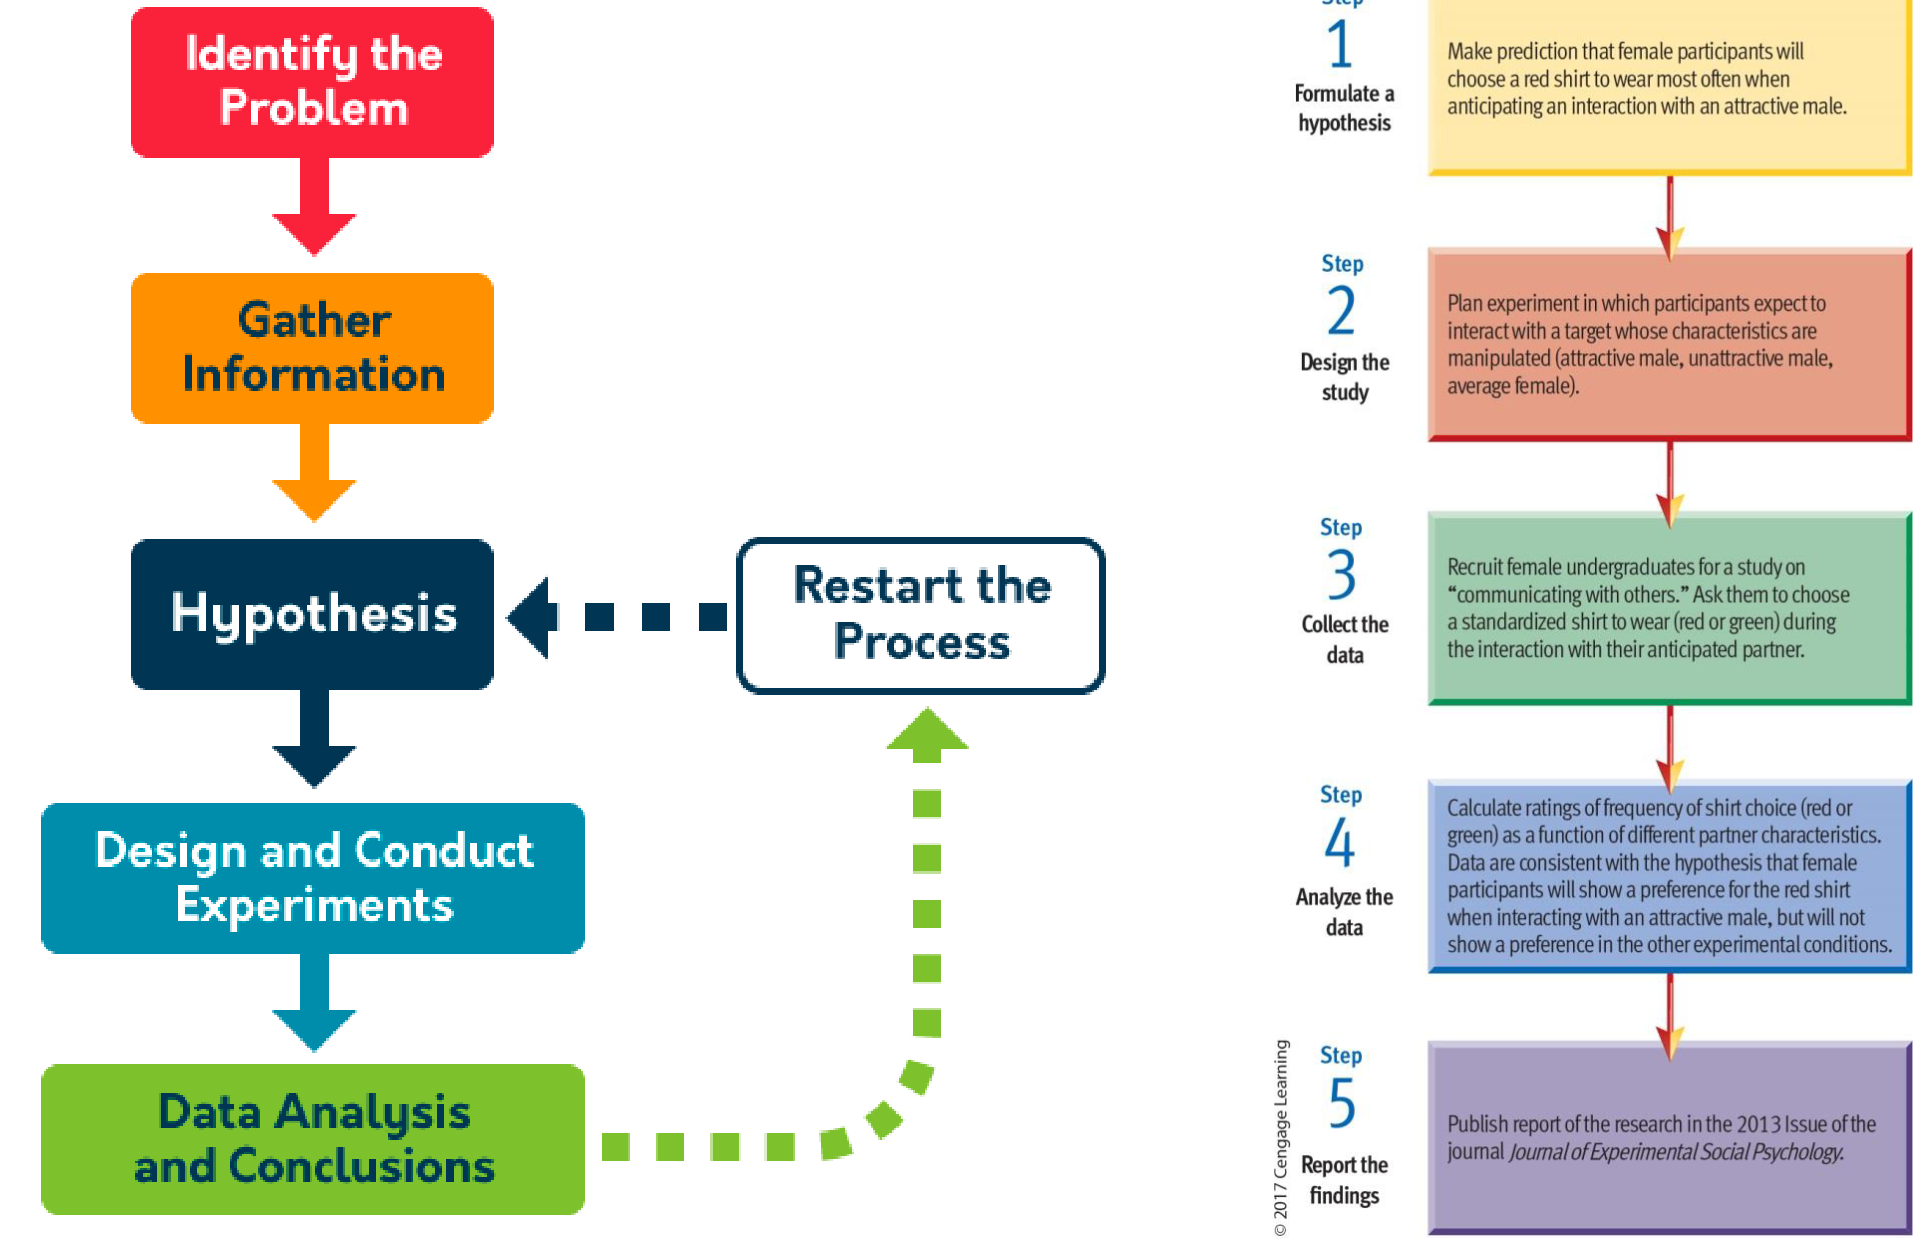 Identify the
Problem
Gather
Information
Hypothesis
Restart the
Process
Design and Conduct
Experiments
Data Analysis
and Conclusions
Step
1
Formulate a
hypothesis
Make prediction that female participants will
choose a red shirt to wear most often when
anticipating an interaction with an attractive male.
Step
2
Design the
study
Plan experiment in which participants expect to
interact with a target whose characteristics are
manipulated (attractive male, unattractive male,
average female).
Step
3
Collect the
data
Recruit female undergraduates for a study on
“communicating with others.” Ask them to choose
a standardized shirt to wear (red or green) during
the interaction with their anticipated partner.
Step
4
Analyze the
data
Calculate ratings of frequency of shirt choice (red or
green) as a function of different partner characteristics.
Data are consistent with the hypothesis that female
participants will show a preference for the red shirt
when interacting with an attractive male, but will not
show a preference in the other experimental conditions.
Step
5
Report the
findings
Publish report of the research in the 2013 Issue of the
journal Journal of Experimental Social Psychology.
© 2017 Cengage Learning